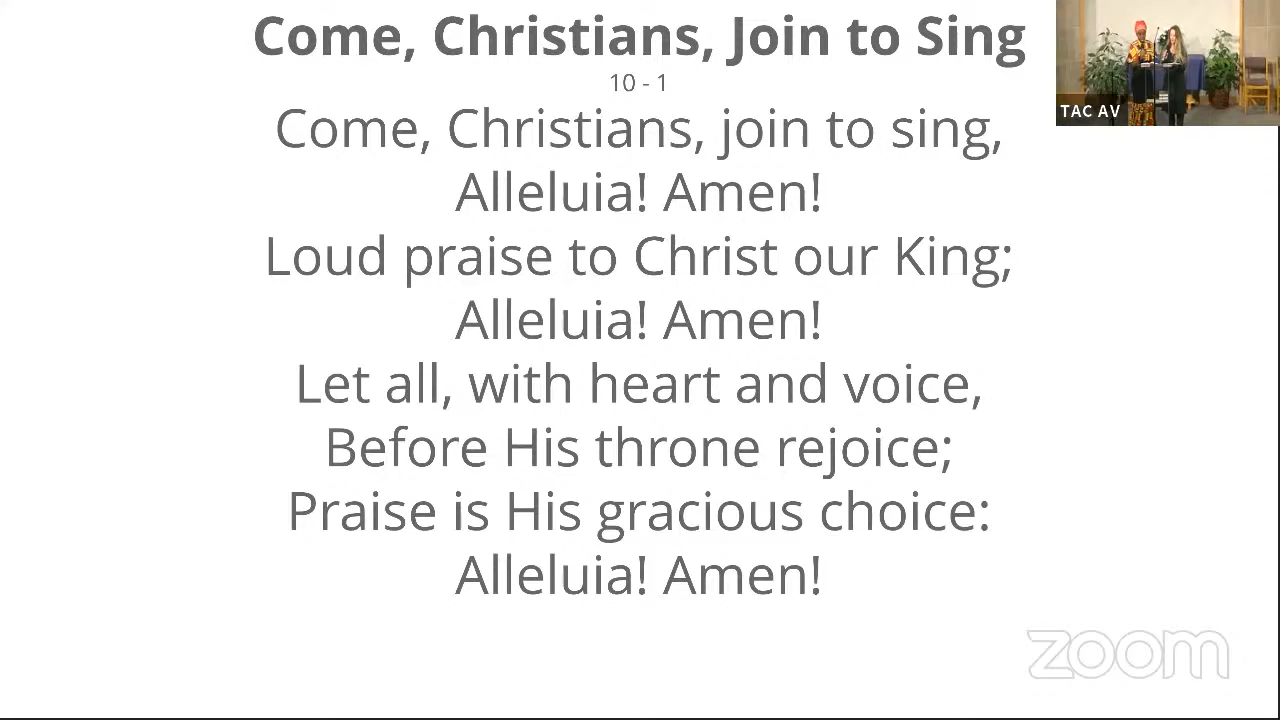 Come, Christians, Join to Sing
10 - 1
Come, Christians, join to sing,
Alleluia! Amen!
Loud praise to Christ our King;
Alleluia! Amen!
Let all, with heart and voice,
Before His throne rejoice;
Praise is His gracious choice:
Alleluia! Amen!
TAC AV
zoom